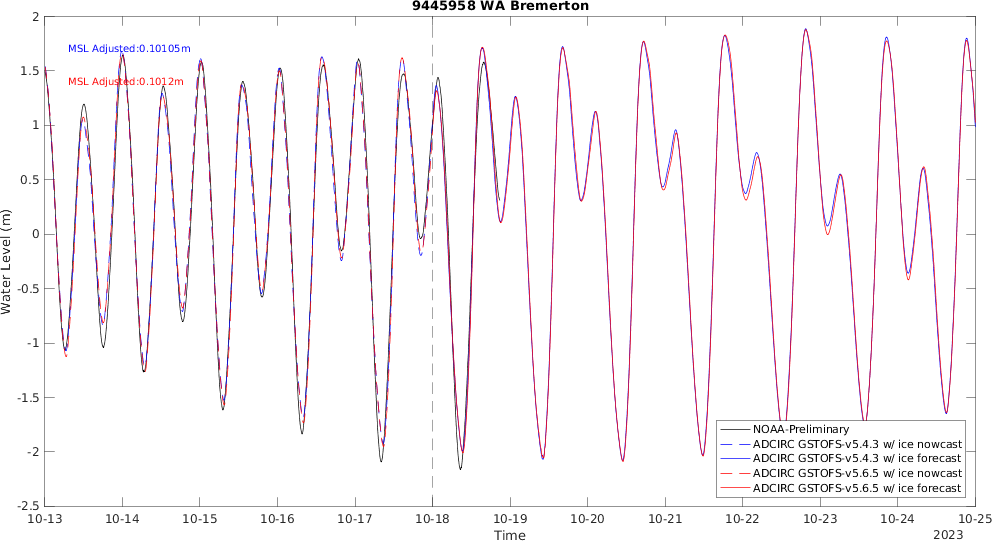 9445958 WA Bremerton
MSL Adjusted:0.10105m
MSL Adjusted:0.1012m
2
1.5
1
0.5
0
-0.5
-1
-1.5
-2
-2.5
Water Level (m)
NOAA-Preliminary
ADCIRC GSTOFS-v5.4.3 w/ ice nowcast
ADCIRC GSTOFS-v5.4.3 w/ ice forecast
ADCIRC GSTOFS-v5.6.5 w/ ice nowcast
ADCIRC GSTOFS-v5.6.5 w/ ice forecast
10-13 10-14 10-15 10-16 10-17 10-18 10-19 10-20 10-21 10-22 10-23 10-24 10-25
Time
2023